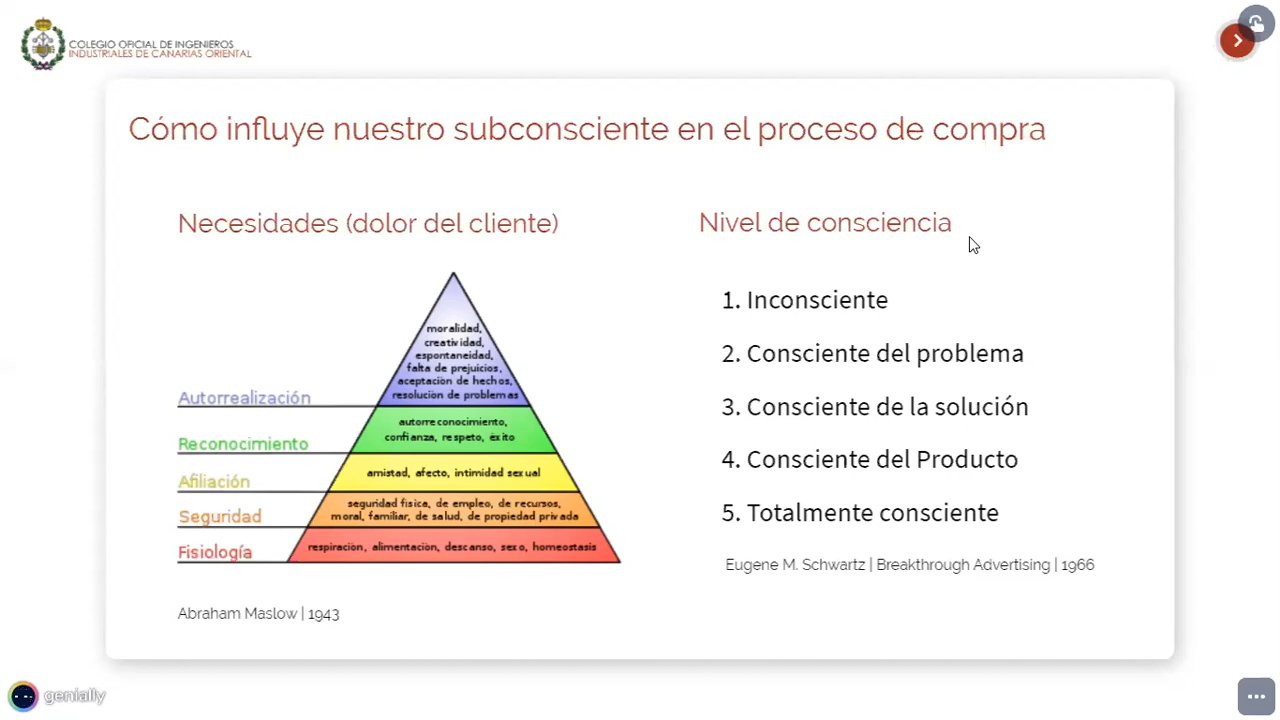 COLEGIO OFICIAL DE INGENIEROS
INDUSTRIALES DE CANARIAS ORIENTAL
Cómo influye nuestro subconsciente en el proceso de compra
Necesidades (dolor del cliente)
moralidad,
creatividad,
espontaneidad,
falta de prejuicios,
aceptación de hechos,
resolución de problemas
Autorrealización
autorreconocimiento,
confianza, respeto, éxito
Reconocimiento
amistad, afecto, intimidad sexual
Afiliación
seguridad física, de empleo, de recursos,
moral, familiar, de salud, de propiedad privada
Seguridad
respiración, alimentación, descanso, sexo, homeostasis
Fisiología
Abraham Maslow | 1943
Nivel de consciencia
1. Inconsciente
2. Consciente del problema
3. Consciente de la solución
4. Consciente del Producto
5. Totalmente consciente
Eugene M. Schwartz | Breakthrough Advertising | 1966
genially